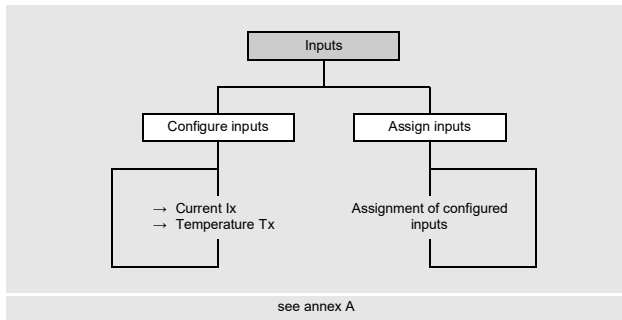 Inputs
Configure inputs
Assign inputs
→ Current Ix
→ Temperature Tx
Assignment of configured
inputs
see annex A